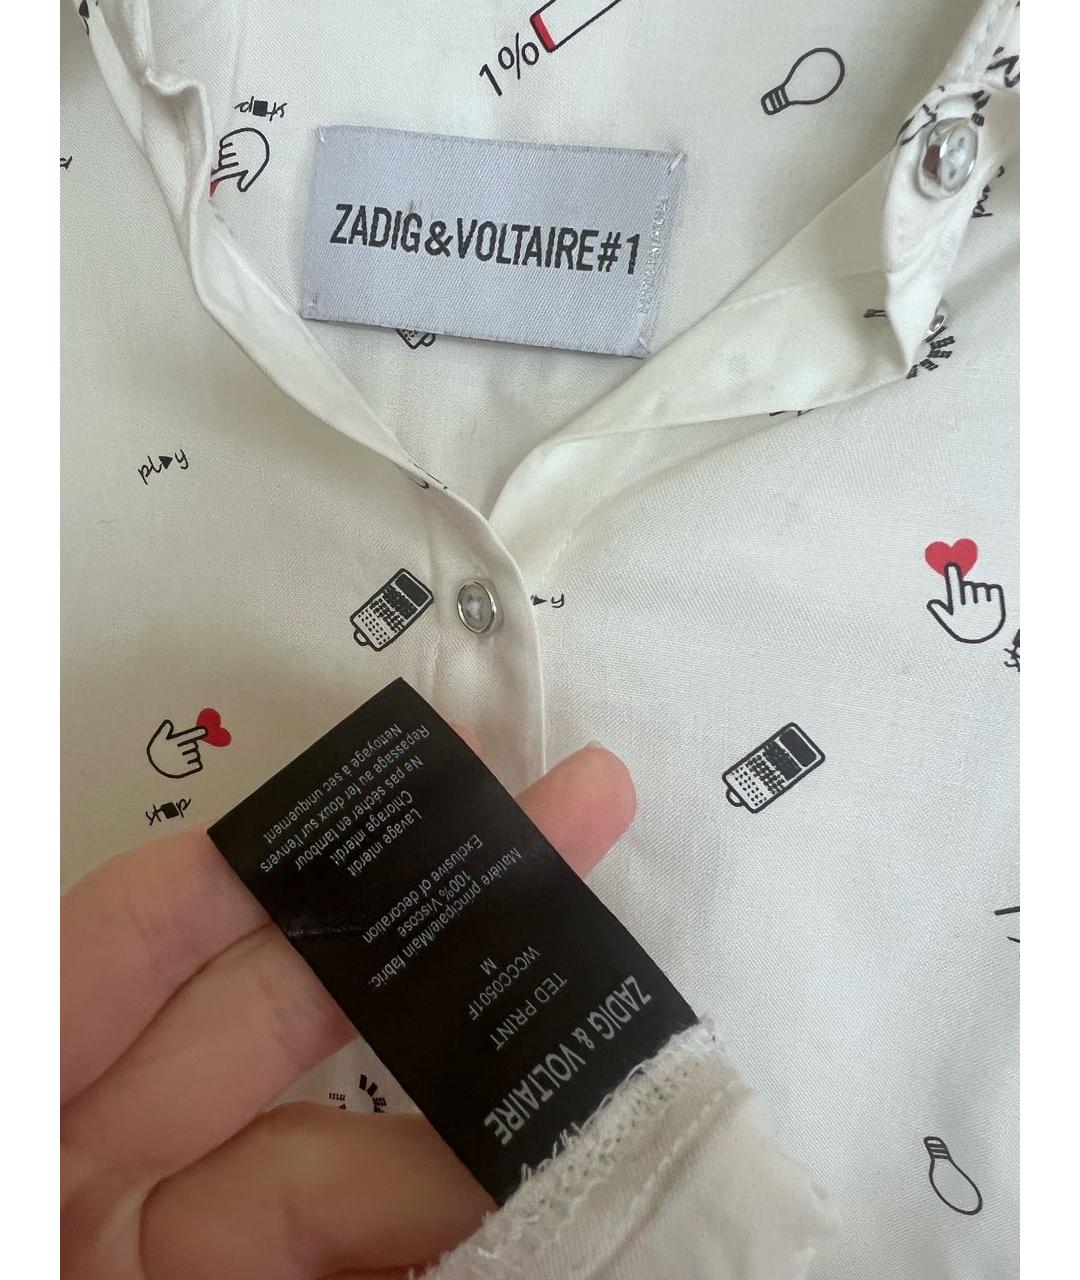 1%
stop
ZADIG&VOLTAIRE#1
play
play
stop
ZADIG & VOLTAIRE
TED PRINT
WCCC0501F
M
Matière principale/Main fabric:
100% Viscose
Exclusive of decoration
Lavage interdit
Chlorage interdit
Ne pas sécher en tambour
Repassage au fer doux sur l'envers
Nettoyage à sec uniquement